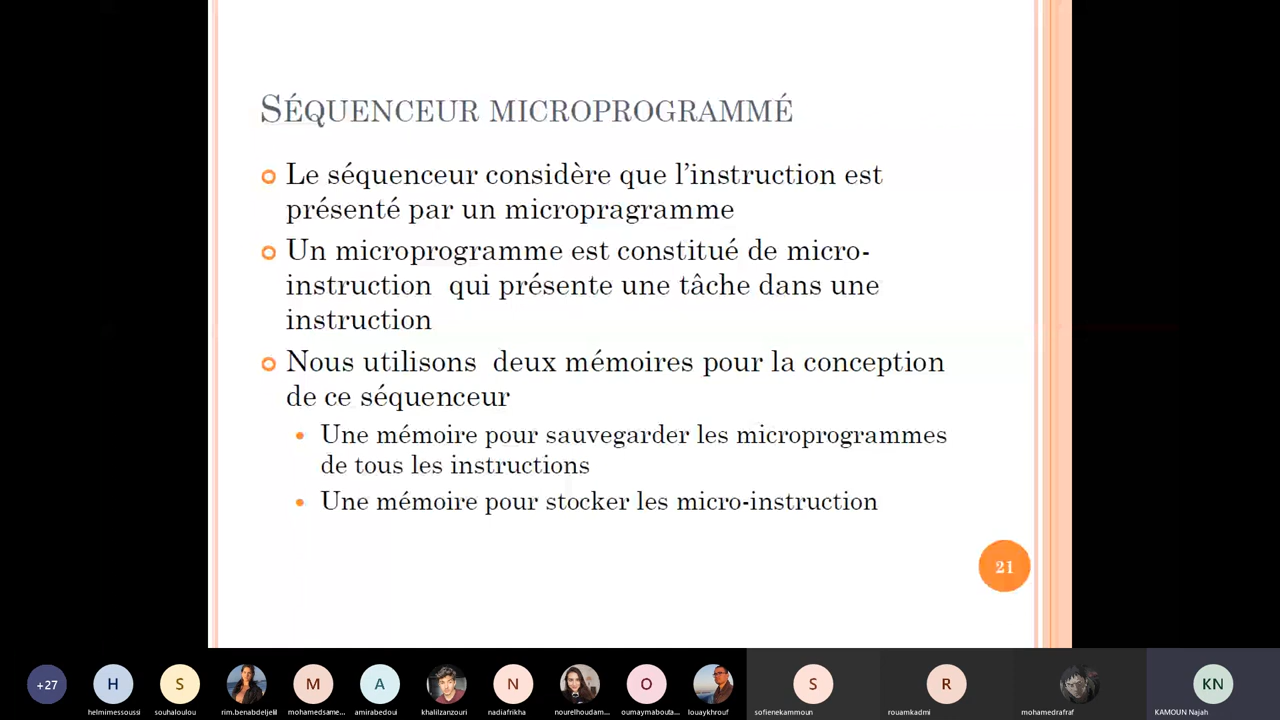 SÉQUENCEUR MICROPROGRAMMÉ
Le séquenceur considère que l'instruction est
présenté par un micropragramme
Un microprogramme est constitué de micro-
instruction qui présente une tâche dans une
instruction
Nous utilisons deux mémoires pour la conception
de ce séquenceur
Une mémoire pour sauvegarder les microprogrammes
de tous les instructions
Une mémoire pour stocker les micro-instruction
21
+27 H S M A N O S R KN
helmimessoussi souhaloulou rim.benabdeljelil mohamedsame... amirabedoui khalilzanzouri nadiafrikha nourelhoudam... oumaymabouta... louaykhrouf sofienekammoun rouamkadmi mohamedrafraf KAMOUN Najah